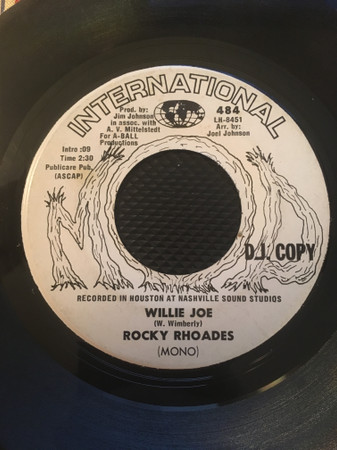 INTERNATIONAL
Prod. by:
Jim Johnson
in assoc. with
A. V. Mittelstedt
For A-BALL
Productions
484
LH-8451
Arr. by:
Joel Johnson
Intro :09
Time 2:30
Publicare Pub.
(ASCAP)
MOD
D.J. COPY
RECORDED IN HOUSTON AT NASHVILLE SOUND STUDIOS
WILLIE JOE
(W. Wimberly)
ROCKY RHOADES
(MONO)